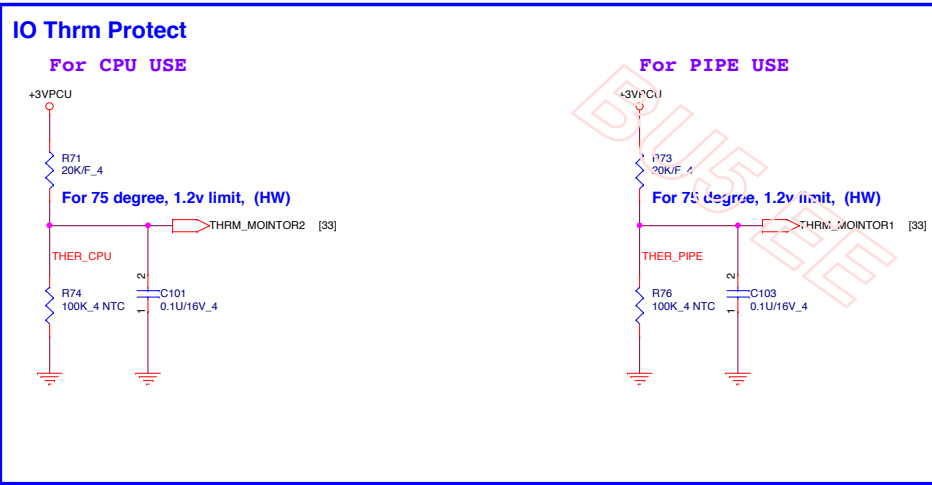 IO Thrm Protect
For CPU USE
+3VPCU
R71
20K/F_4
For 75 degree, 1.2v limit, (HW)
THRM_MOINTOR2 [33]
THER_CPU
R74
100K_4 NTC
2
1
C101
0.1U/16V_4
For PIPE USE
+3VPCU
R73
20K/F_4
For 75 degree, 1.2v limit, (HW)
THRM_MOINTOR1 [33]
THER_PIPE
R76
100K_4 NTC
2
1
C103
0.1U/16V_4
BU5 EE